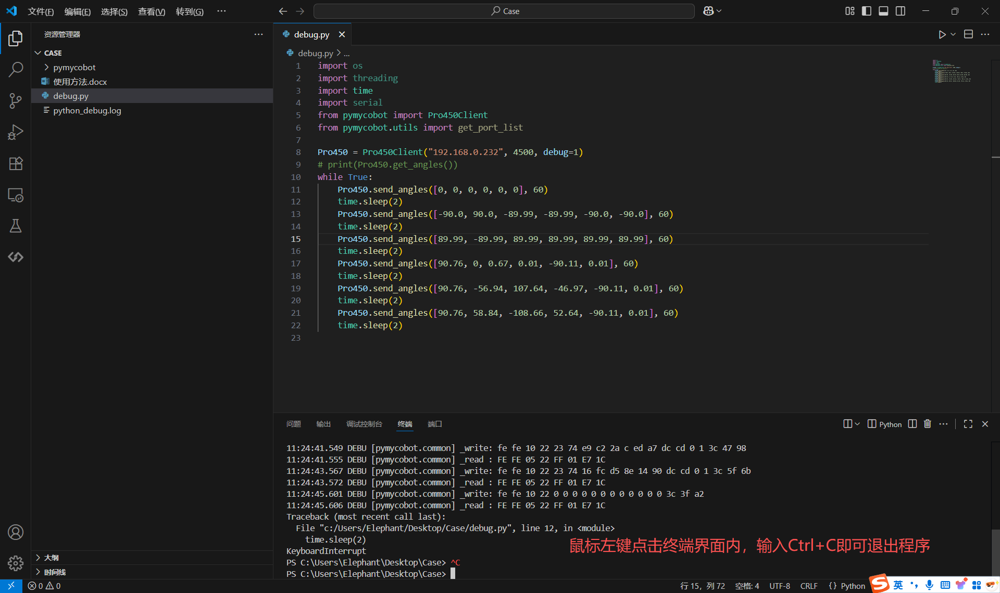 文件(F) 编辑(E) 选择(S) 查看(V) 转到(G) ··· Case
资源管理器 ···
CASE
pymycobot
使用方法.docx
debug.py
python_debug.log
大纲
时间线
debug.py
debug.py > ...
1 import os
2 import threading
3 import time
4 import serial
5 from pymycobot import Pro450Client
6 from pymycobot.utils import get_port_list
7
8 Pro450 = Pro450Client("192.168.0.232", 4500, debug=1)
9 # print(Pro450.get_angles())
10 while True:
11 Pro450.send_angles([0, 0, 0, 0, 0, 0], 60)
12 time.sleep(2)
13 Pro450.send_angles([-90.0, 90.0, -89.99, -89.99, -90.0, -90.0], 60)
14 time.sleep(2)
15 Pro450.send_angles([89.99, -89.99, 89.99, 89.99, 89.99, 89.99], 60)
16 time.sleep(2)
17 Pro450.send_angles([90.76, 0, 0.67, 0.01, -90.11, 0.01], 60)
18 time.sleep(2)
19 Pro450.send_angles([90.76, -56.94, 107.64, -46.97, -90.11, 0.01], 60)
20 time.sleep(2)
21 Pro450.send_angles([90.76, 58.84, -108.66, 52.64, -90.11, 0.01], 60)
22 time.sleep(2)
23
问题 输出 调试控制台 终端 端口 Python ···
11:24:41.549 DEBU [pymycobot.common] _write: fe fe 10 22 23 74 e9 c2 2a c ed a7 dc cd 0 1 3c 47 98
11:24:41.555 DEBU [pymycobot.common] _read : FE FE 05 22 FF 01 E7 1C
11:24:43.567 DEBU [pymycobot.common] _write: fe fe 10 22 23 74 16 fc d5 8e 14 90 dc cd 0 1 3c 5f 6b
11:24:43.572 DEBU [pymycobot.common] _read : FE FE 05 22 FF 01 E7 1C
11:24:45.601 DEBU [pymycobot.common] _write: fe fe 10 22 0 0 0 0 0 0 0 0 0 0 0 0 3c 3f a2
11:24:45.606 DEBU [pymycobot.common] _read : FE FE 05 22 FF 01 E7 1C
Traceback (most recent call last):
File "c:/Users/Elephant/Desktop/Case/debug.py", line 12, in <module>
time.sleep(2)
KeyboardInterrupt
鼠标左键点击终端界面内，输入Ctrl+C即可退出程序
PS C:\Users\Elephant\Desktop\Case> ^C
PS C:\Users\Elephant\Desktop\Case>
0 0 行 15，列 72 空格: 4 UTF-8 CRLF {} Python 英